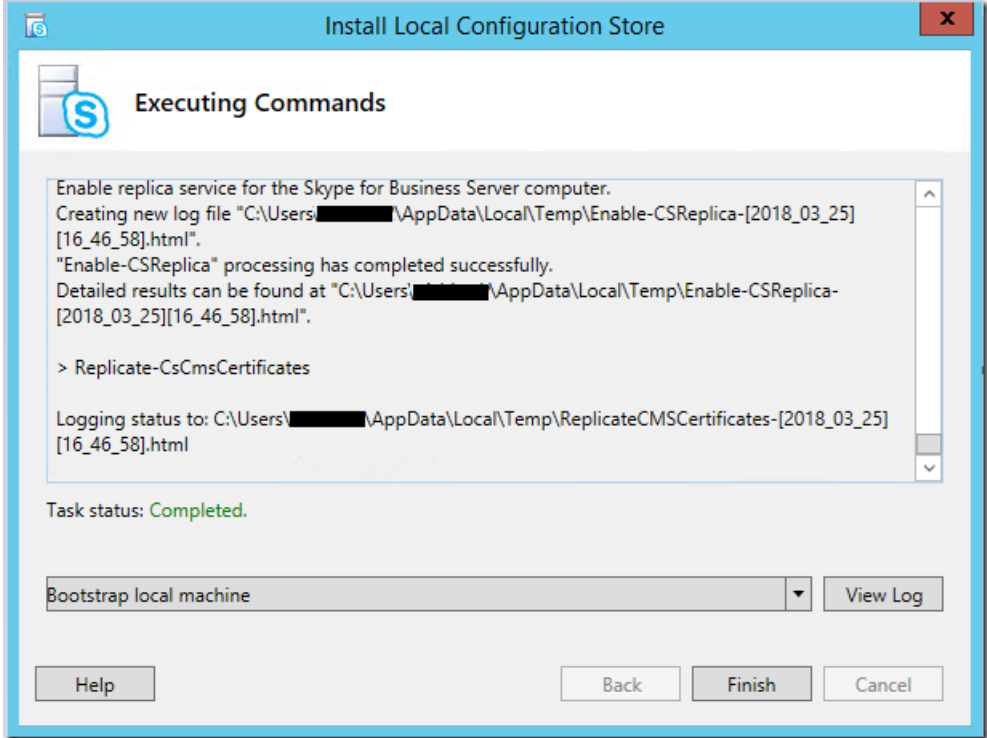 Install Local Configuration Store
x
S
Executing Commands
Enable replica service for the Skype for Business Server computer.
Creating new log file "C:\Users\ \AppData\Local\Temp\Enable-CSReplica-[2018_03_25]
[16_46_58].html".
"Enable-CSReplica" processing has completed successfully.
Detailed results can be found at "C:\Users\ \AppData\Local\Temp\Enable-CSReplica-
[2018_03_25][16_46_58].html".
> Replicate-CsCmsCertificates
Logging status to: C:\Users\ \AppData\Local\Temp\ReplicateCMSCertificates-[2018_03_25]
[16_46_58].html
Task status: Completed.
Bootstrap local machine
View Log
Help
Back
Finish
Cancel